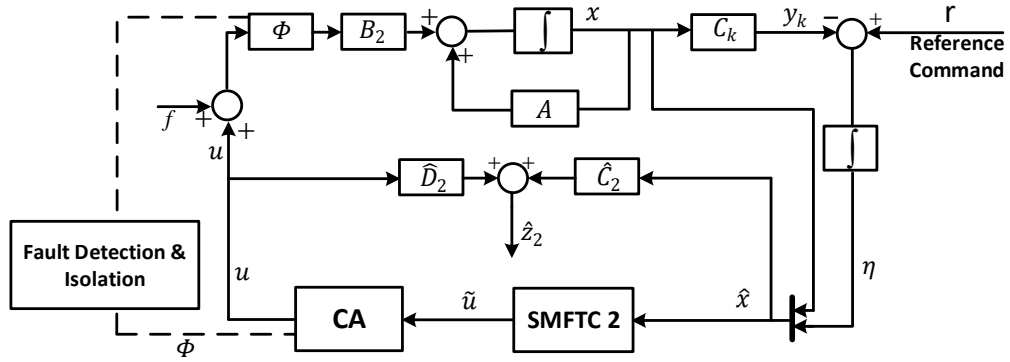 Φ
B₂
+
+
∫
x
C_k
y_k
−
+
r
Reference
Command
A
f
+
+
u
∫
D̂₂
+
+
Ĉ₂
ẑ₂
Fault Detection &
Isolation
u
η
CA
ũ
SMFTC 2
x̂
Φ